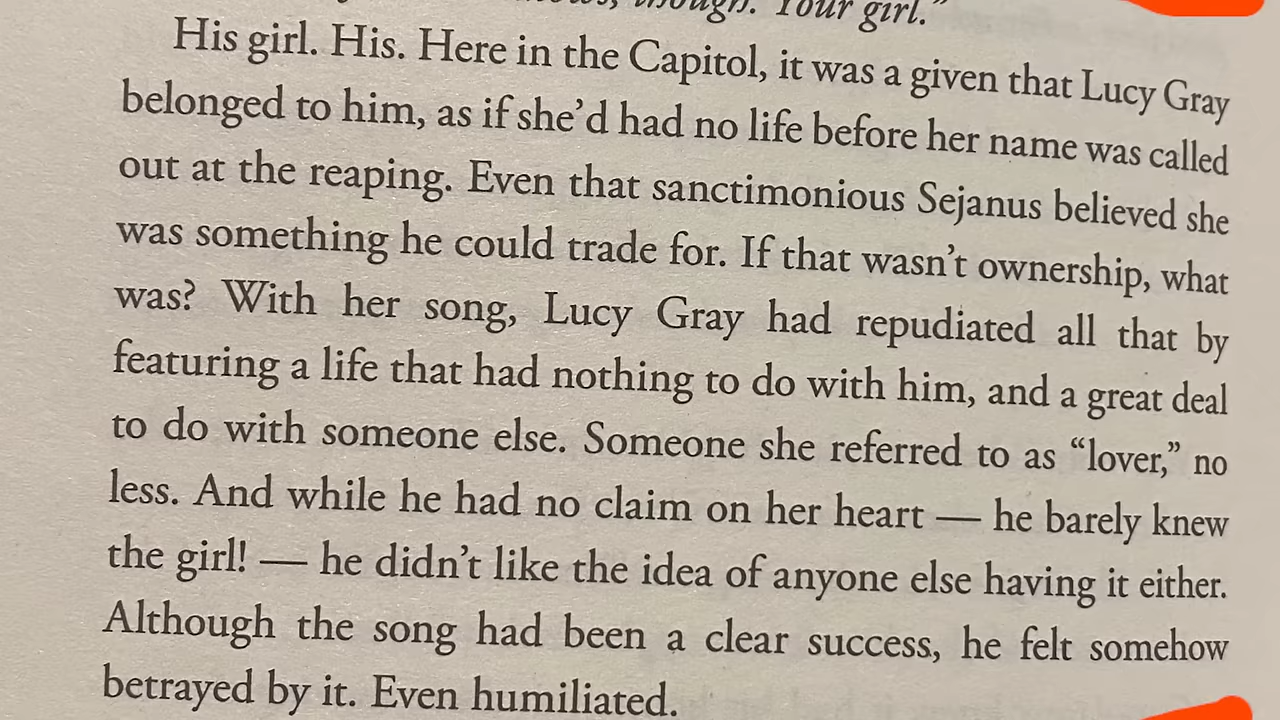 though. Your girl.”
His girl. His. Here in the Capitol, it was a given that Lucy Gray
belonged to him, as if she’d had no life before her name was called
out at the reaping. Even that sanctimonious Sejanus believed she
was something he could trade for. If that wasn’t ownership, what
was? With her song, Lucy Gray had repudiated all that by
featuring a life that had nothing to do with him, and a great deal
to do with someone else. Someone she referred to as “lover,” no
less. And while he had no claim on her heart — he barely knew
the girl! — he didn’t like the idea of anyone else having it either.
Although the song had been a clear success, he felt somehow
betrayed by it. Even humiliated.